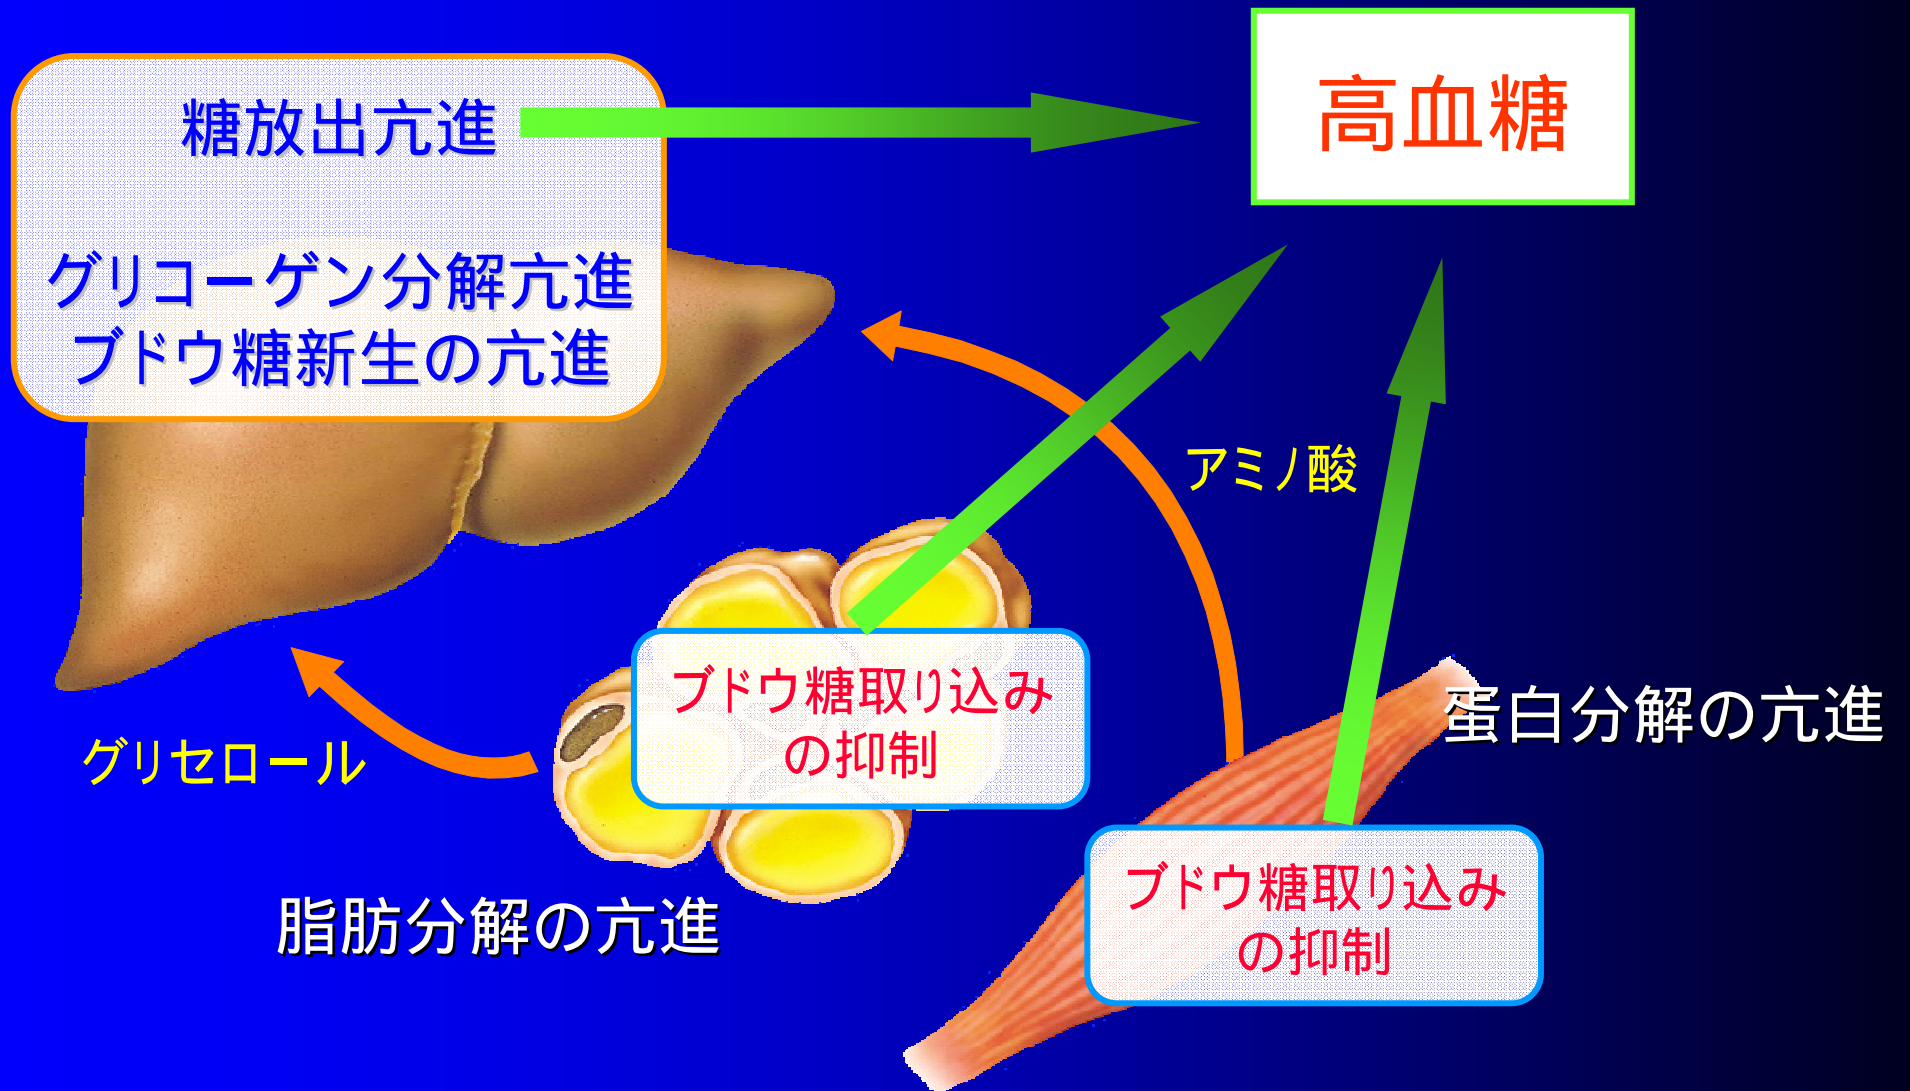 高血糖
糖放出亢進
グリコーゲン分解亢進
ブドウ糖新生の亢進
アミノ酸
ブドウ糖取り込み
の抑制
蛋白分解の亢進
グリセロール
ブドウ糖取り込み
の抑制
脂肪分解の亢進